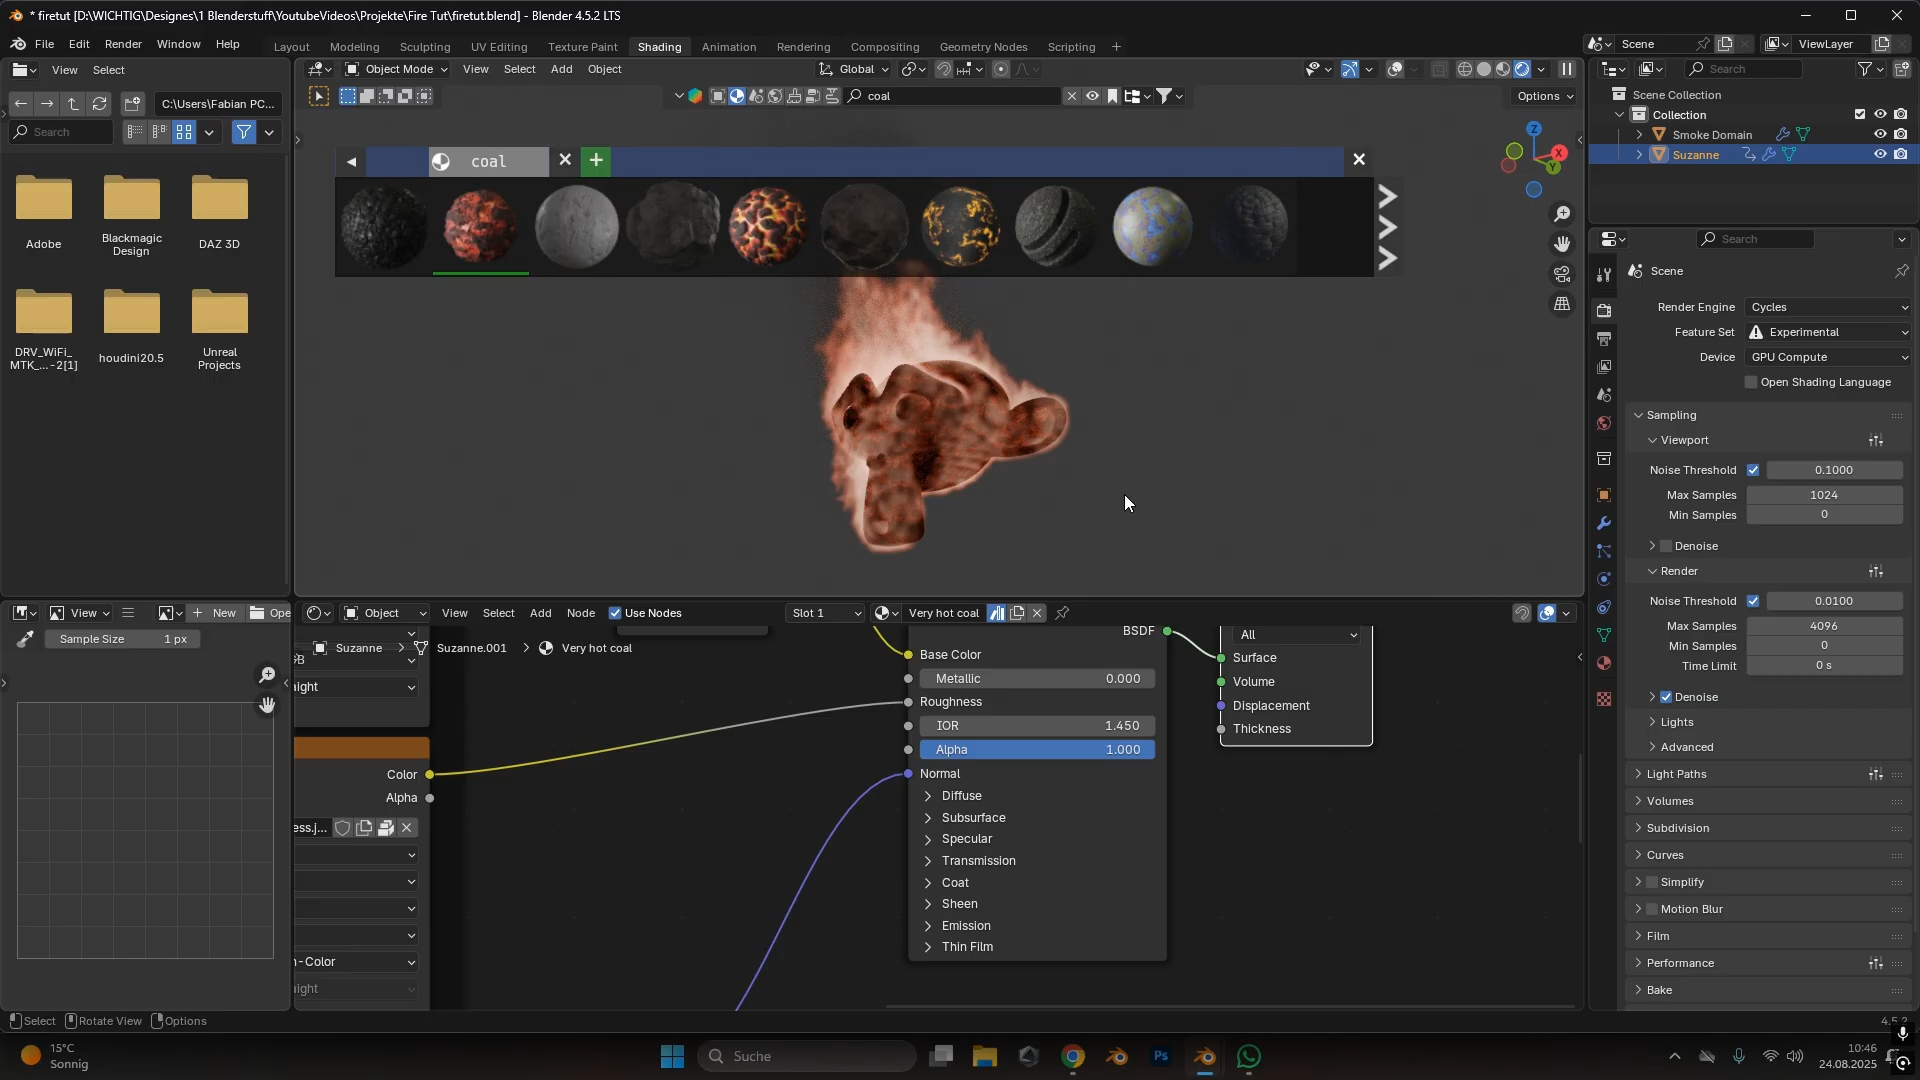 * firetut [D:\WICHTIG\Designes\1 Blenderstuff\YoutubeVideos\Projekte\Fire Tut\firetut.blend] - Blender 4.5.2 LTS
File Edit Render Window Help
Layout Modeling Sculpting UV Editing Texture Paint Shading Animation Rendering Compositing Geometry Nodes Scripting +
Scene
ViewLayer
View Select
C:\Users\Fabian PC...
Search
Adobe
Blackmagic
Design
DAZ 3D
DRV_WiFi_
MTK_...-2[1]
houdini20.5
Unreal
Projects
Object Mode View Select Add Object
Global
coal
Options
coal
Z
X
Y
Search
Scene Collection
Collection
Smoke Domain
Suzanne
Search
Scene
Render Engine Cycles
Feature Set Experimental
Device GPU Compute
Open Shading Language
Sampling
Viewport
Noise Threshold 0.1000
Max Samples 1024
Min Samples 0
Denoise
Render
Noise Threshold 0.0100
Max Samples 4096
Min Samples 0
Time Limit 0 s
Denoise
Lights
Advanced
Light Paths
Volumes
Subdivision
Curves
Simplify
Motion Blur
Film
Performance
Bake
View
New
Ope
Sample Size 1 px
Object View Select Add Node Use Nodes
Slot 1
Very hot coal
Suzanne > Suzanne.001 > Very hot coal
aight
Color
Alpha
ess.j...
n-Color
aight
BSDF
Base Color
Metallic 0.000
Roughness
IOR 1.450
Alpha 1.000
Normal
Diffuse
Subsurface
Specular
Transmission
Coat
Sheen
Emission
Thin Film
All
Surface
Volume
Displacement
Thickness
Select Rotate View Options
4.5.2
15°C
Sonnig
Suche
Ps
10:46
24.08.2025